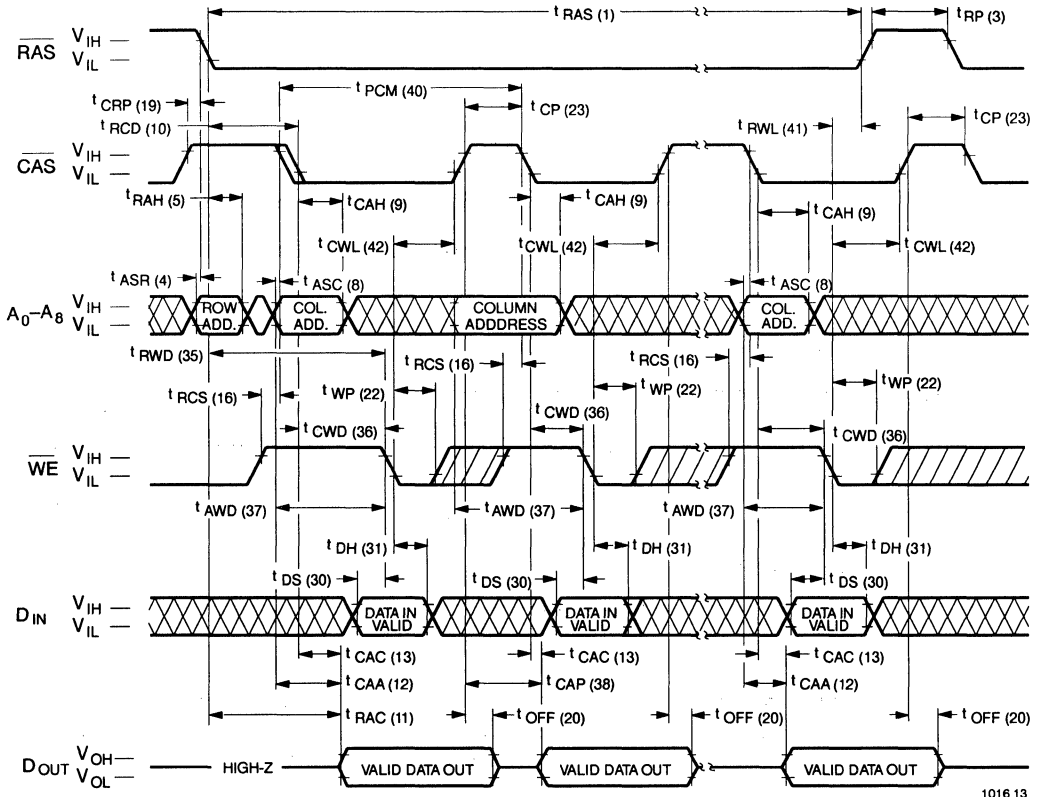 t RAS (1)
t RP (3)
RAS
V IH
V IL
t PCM (40)
t CRP (19)
t CP (23)
t RCD (10)
t RWL (41)
t CP (23)
CAS
V IH
V IL
t RAH (5)
t CAH (9)
t CAH (9)
t CAH (9)
t CWL (42)
t CWL (42)
t CWL (42)
t ASR (4)
t ASC (8)
t ASC (8)
A0–A8
V IH
V IL
ROW ADD.
COL. ADD.
COLUMN ADDDRESS
COL. ADD.
t RWD (35)
t RCS (16)
t RCS (16)
t RCS (16)
t WP (22)
t WP (22)
t WP (22)
t CWD (36)
t CWD (36)
t CWD (36)
WE
V IH
V IL
t AWD (37)
t AWD (37)
t AWD (37)
t DH (31)
t DH (31)
t DH (31)
t DS (30)
t DS (30)
t DS (30)
D IN
V IH
V IL
DATA IN VALID
DATA IN VALID
DATA IN VALID
t CAC (13)
t CAC (13)
t CAC (13)
t CAA (12)
t CAP (38)
t CAA (12)
t RAC (11)
t OFF (20)
t OFF (20)
t OFF (20)
D OUT
V OH
V OL
HIGH-Z
VALID DATA OUT
VALID DATA OUT
VALID DATA OUT
1016 13